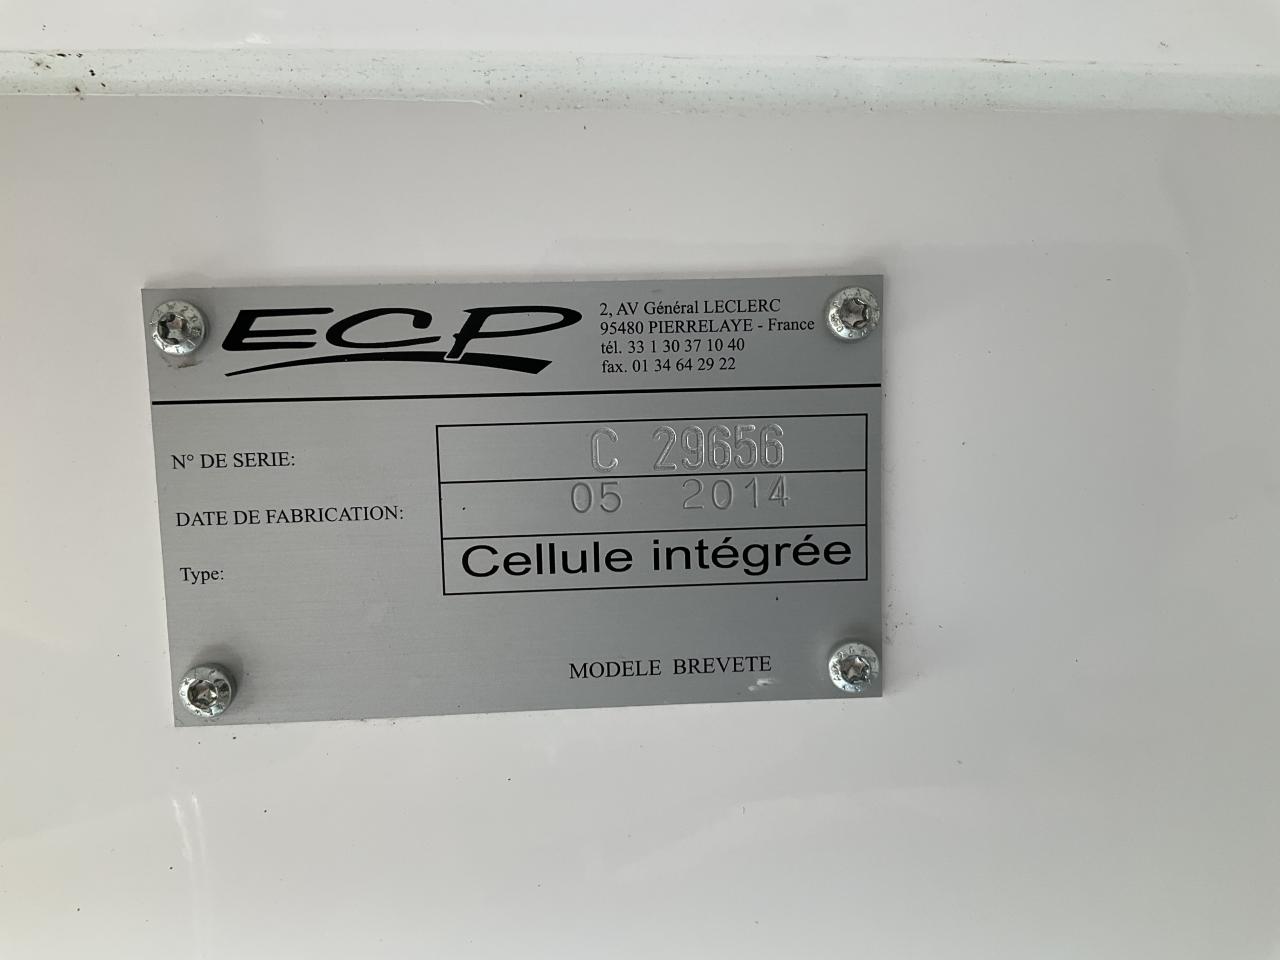 ECP
2, AV Général LECLERC
95480 PIERRELAYE - France
tél. 33 1 30 37 10 40
fax. 01 34 64 29 22
N° DE SERIE: C 29656
DATE DE FABRICATION: 05 2014
Type: Cellule intégrée
MODELE BREVETE